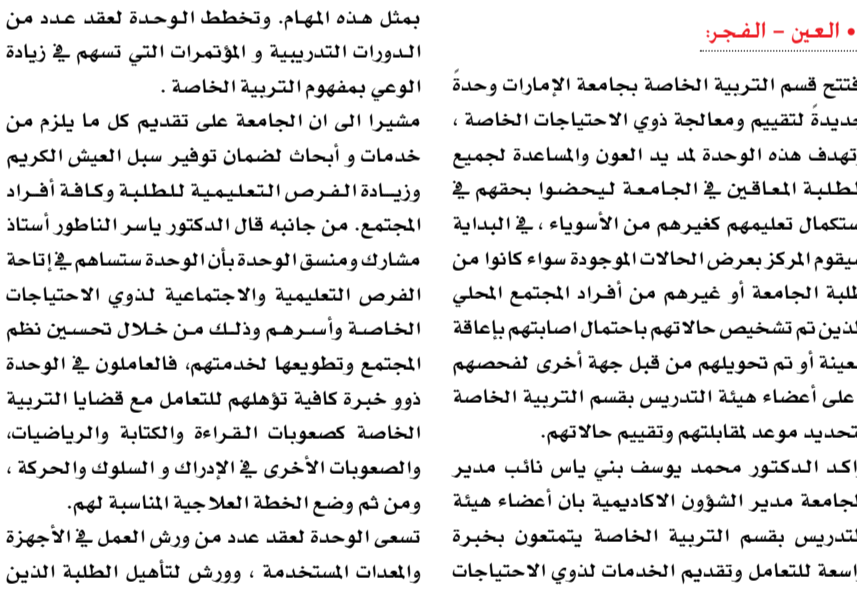 • العين – الفجر:
فتتح قسم التربية الخاصة بجامعة الإمارات وحدةً
جديدةً لتقييم ومعالجة ذوي الاحتياجات الخاصة ،
تهدف هذه الوحدة لمد يد العون والمساعدة لجميع
لطلبة المعاقين في الجامعة ليحضوا بحقهم في
ستكمال تعليمهم كغيرهم من الأسوياء ، في البداية
سيقوم المركز بعرض الحالات الموجودة سواء كانوا من
طلبة الجامعة أو غيرهم من أفراد المجتمع المحلي
لذين تم تشخيص حالاتهم باحتمال اصابتهم بإعاقة
معينة أو تم تحويلهم من قبل جهة أخرى لفحصهم
على أعضاء هيئة التدريس بقسم التربية الخاصة
تحديد موعد لمقابلتهم وتقييم حالاتهم.
اكد الدكتور محمد يوسف بني ياس نائب مدير
لجامعة مدير الشؤون الاكاديمية بان أعضاء هيئة
لتدريس بقسم التربية الخاصة يتمتعون بخبرة
واسعة للتعامل وتقديم الخدمات لذوي الاحتياجات
بمثل هذه المهام. وتخطط الوحدة لعقد عدد من
الدورات التدريبية و المؤتمرات التي تسهم في زيادة
الوعي بمفهوم التربية الخاصة .
مشيرا الى ان الجامعة على تقديم كل ما يلزم من
خدمات و أبحاث لضمان توفير سبل العيش الكريم
وزيادة الفرص التعليمية للطلبة وكافة أفراد
المجتمع. من جانبه قال الدكتور ياسر الناطور أستاذ
مشارك ومنسق الوحدة بأن الوحدة ستساهم في إتاحة
الفرص التعليمية والاجتماعية لذوي الاحتياجات
الخاصة وأسرهم وذلك من خلال تحسين نظم
المجتمع وتطويعها لخدمتهم، فالعاملون في الوحدة
ذوو خبرة كافية تؤهلهم للتعامل مع قضايا التربية
الخاصة كصعوبات القراءة والكتابة والرياضيات،
والصعوبات الأخرى في الإدراك و السلوك والحركة ،
ومن ثم وضع الخطة العلاجية المناسبة لهم.
تسعى الوحدة لعقد عدد من ورش العمل في الأجهزة
والمعدات المستخدمة ، وورش لتأهيل الطلبة الذين